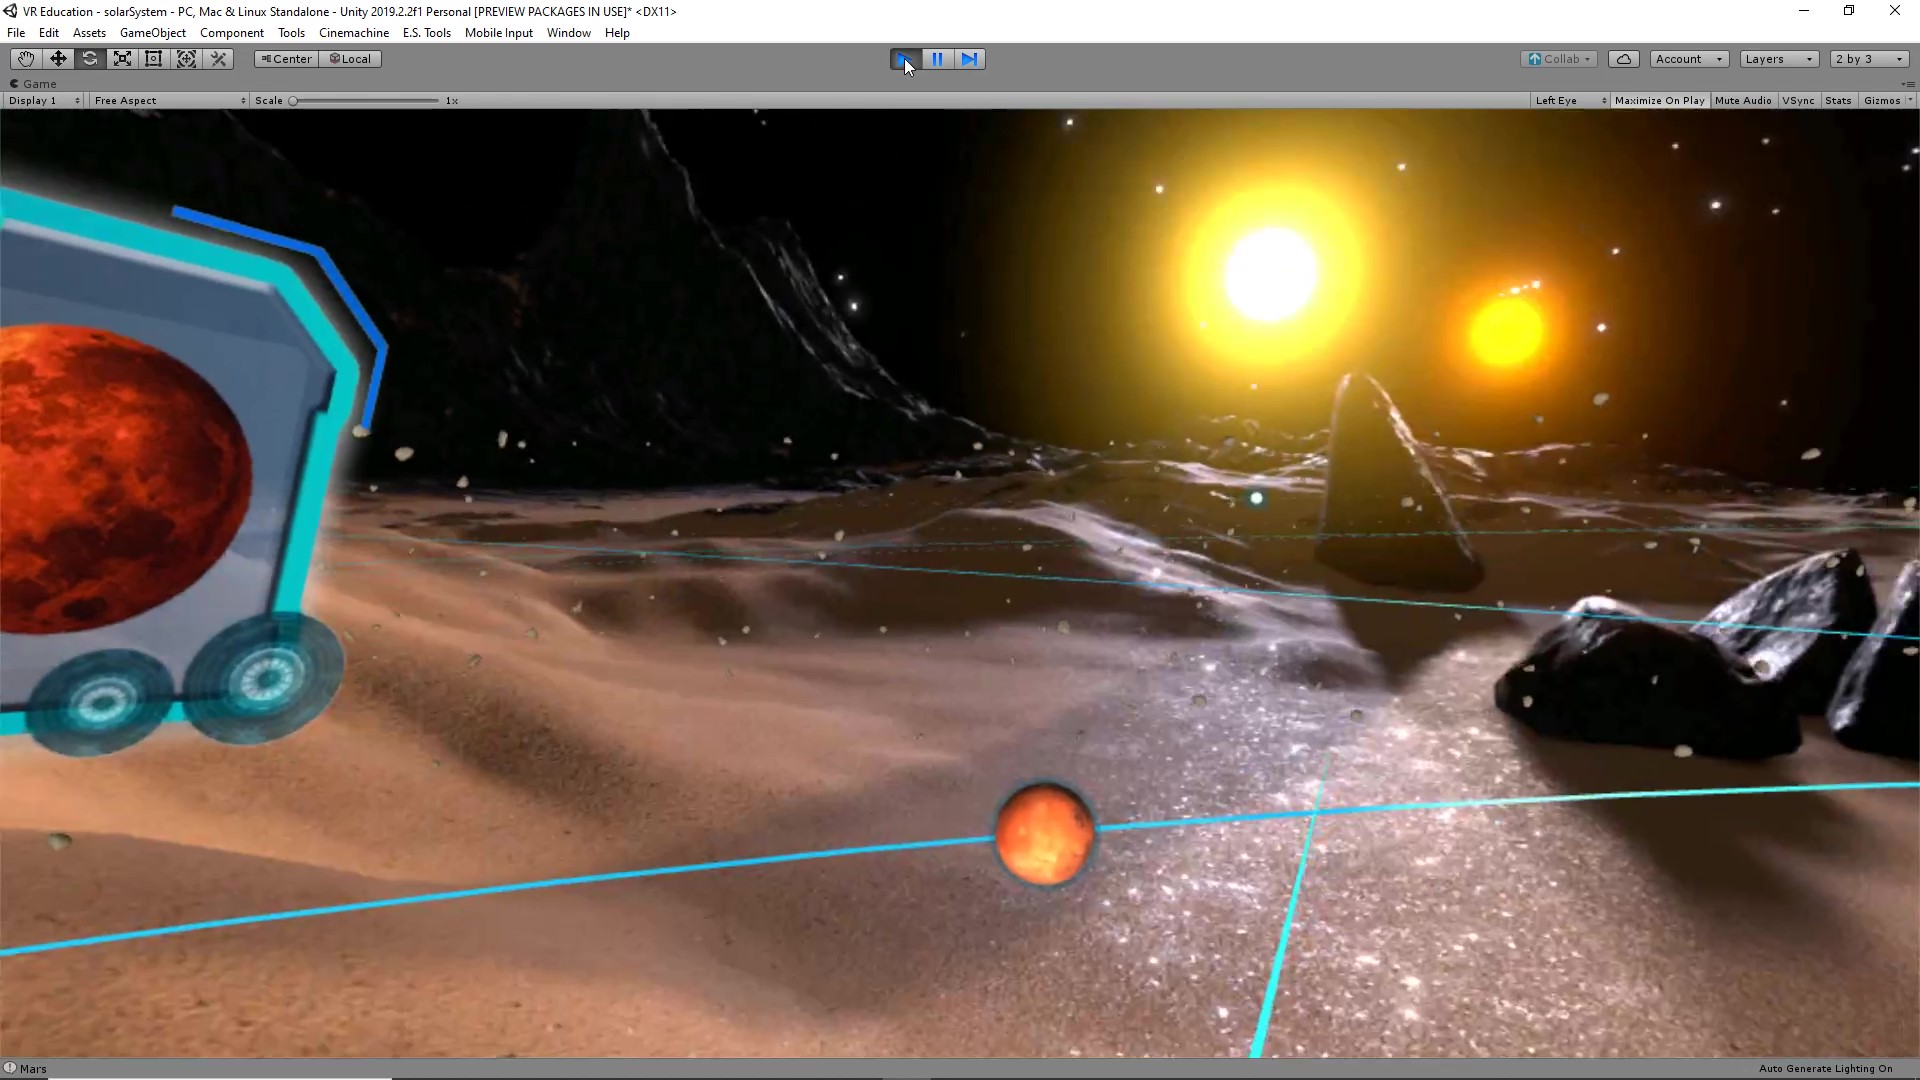 VR Education - solarSystem - PC, Mac & Linux Standalone - Unity 2019.2.2f1 Personal [PREVIEW PACKAGES IN USE]* <DX11>
File Edit Assets GameObject Component Tools Cinemachine E.S. Tools Mobile Input Window Help
Center Local Collab Account Layers 2 by 3
Game
Display 1 Free Aspect Scale 1x Left Eye Maximize On Play Mute Audio VSync Stats Gizmos
Mars Auto Generate Lighting On